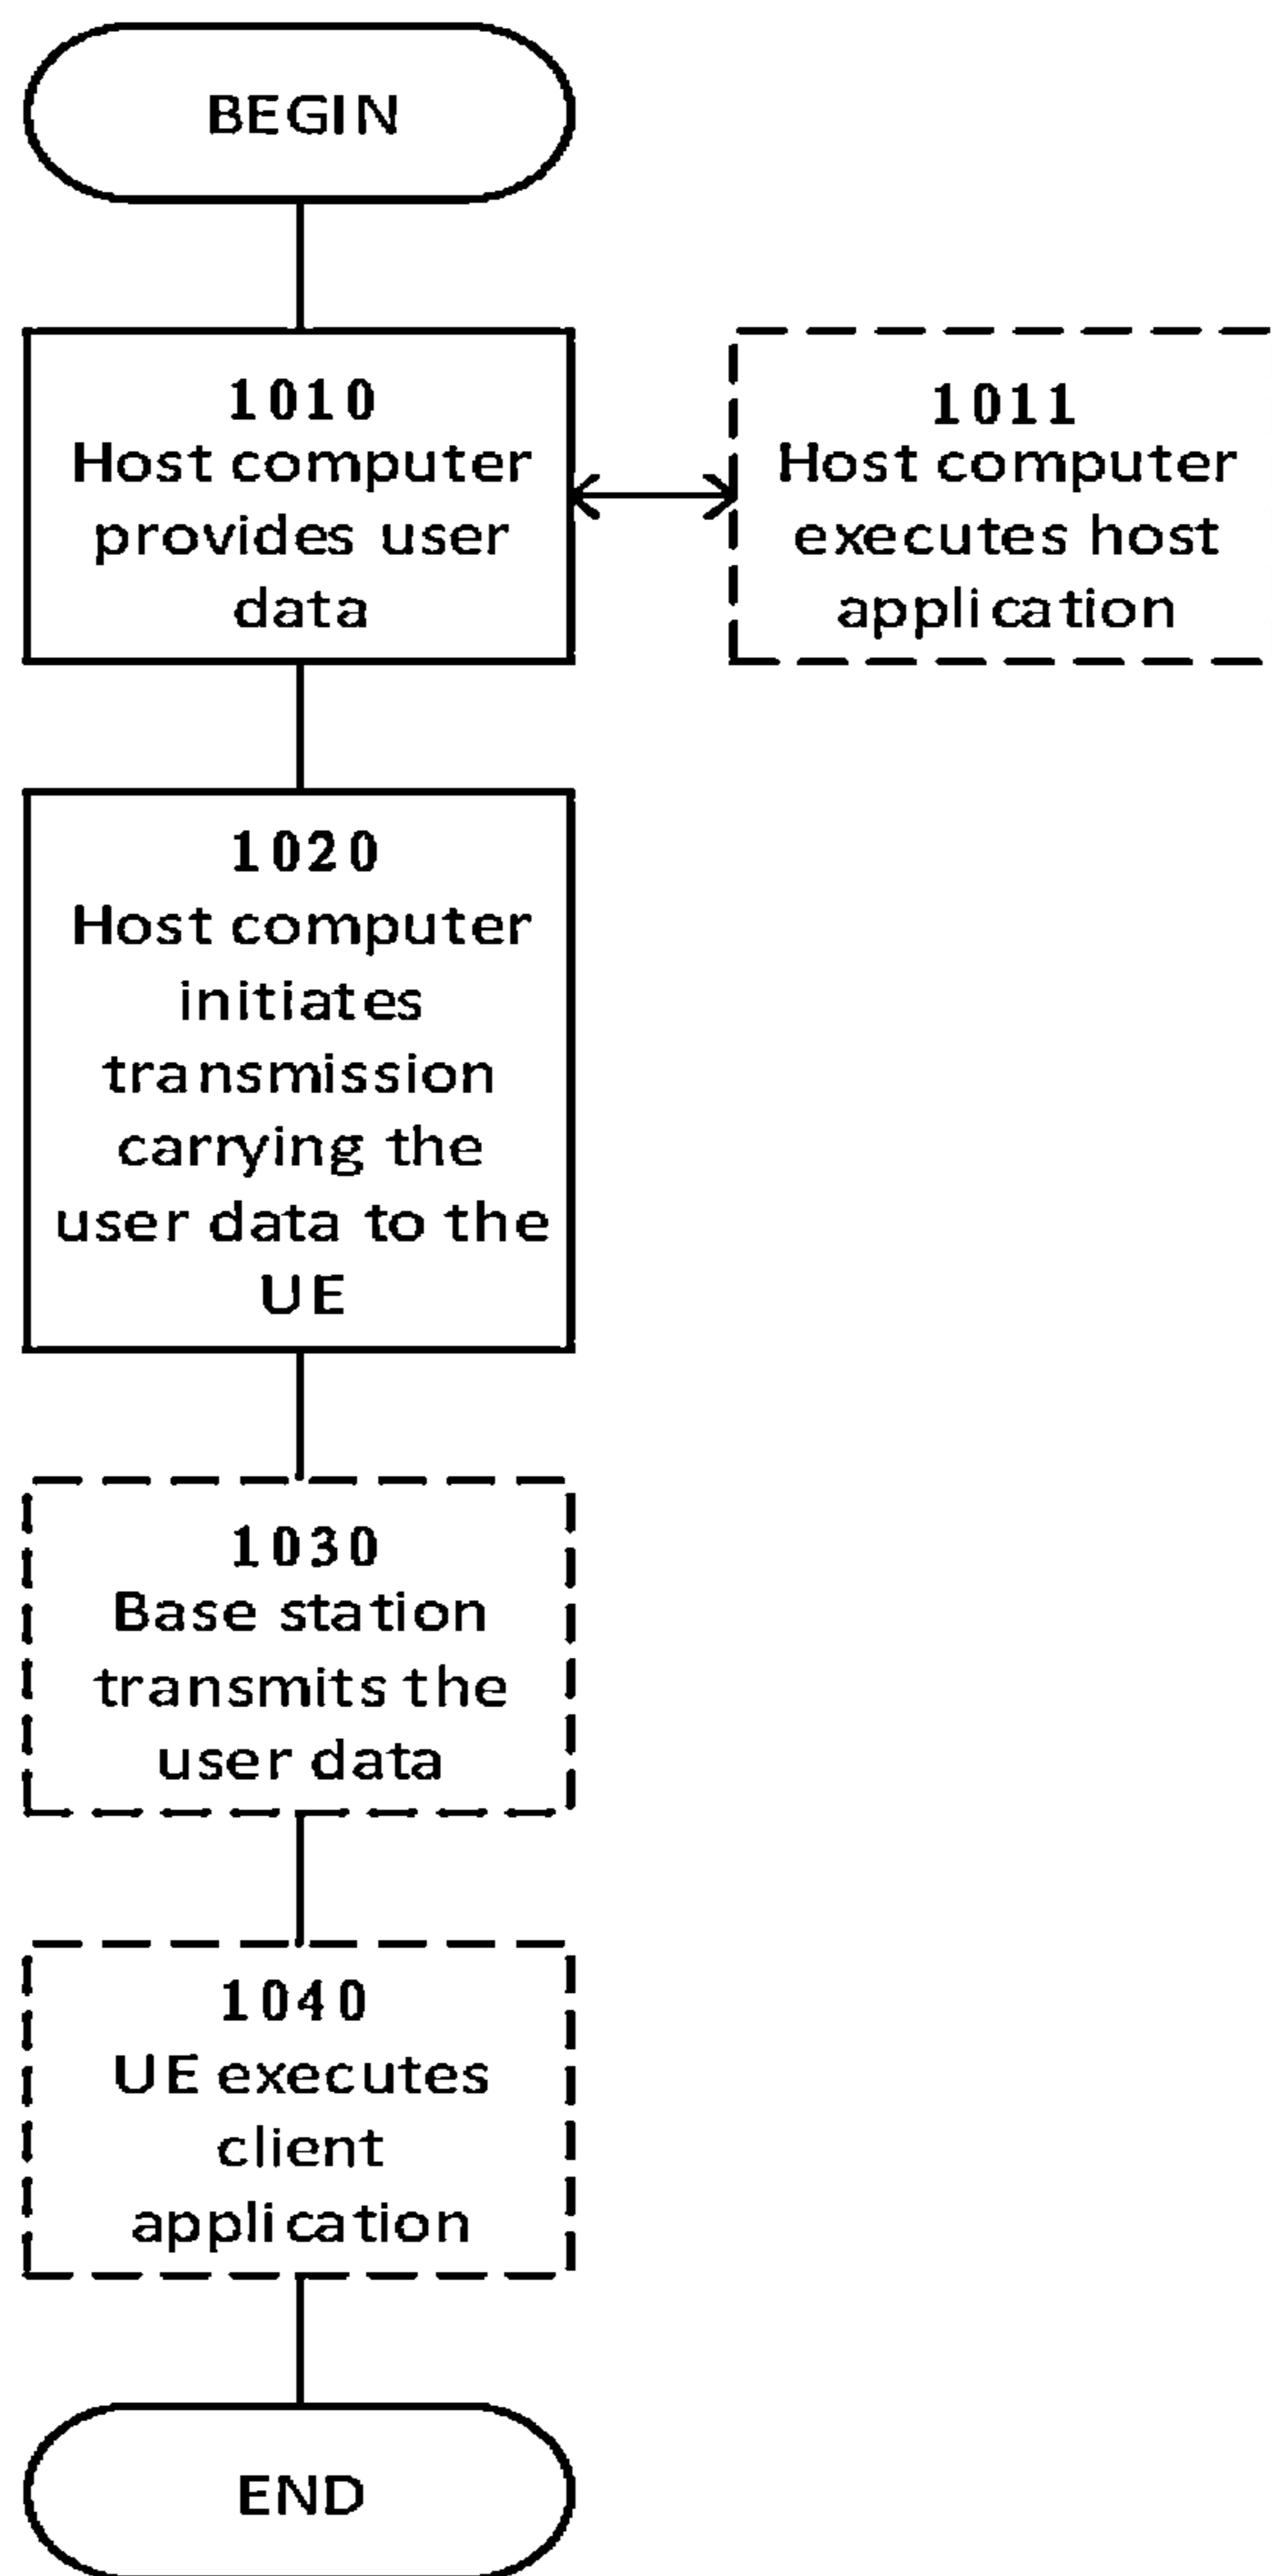 BEGIN
1010
Host computer
provides user
data
1011
Host computer
executes host
application
1020
Host computer
initiates
transmission
carrying the
user data to the
UE
1030
Base station
transmits the
user data
1040
UE executes
client
application
END